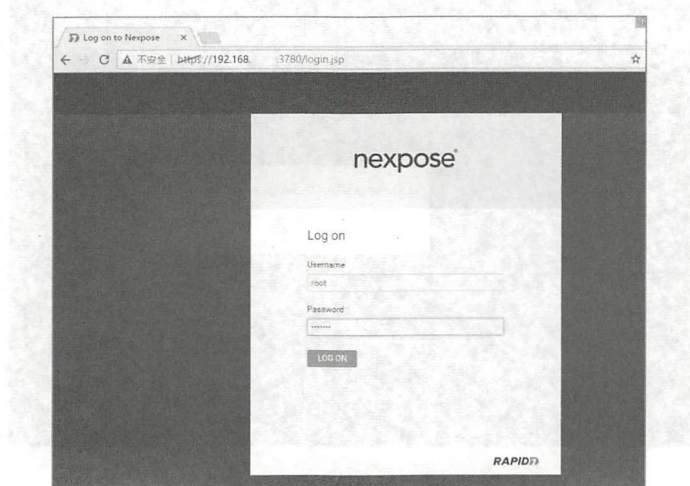 Log on to Nexpose
不安全 | https://192.168. :3780/login.jsp
nexpose
Log on
Username
root
Password
LOG ON
RAPID7